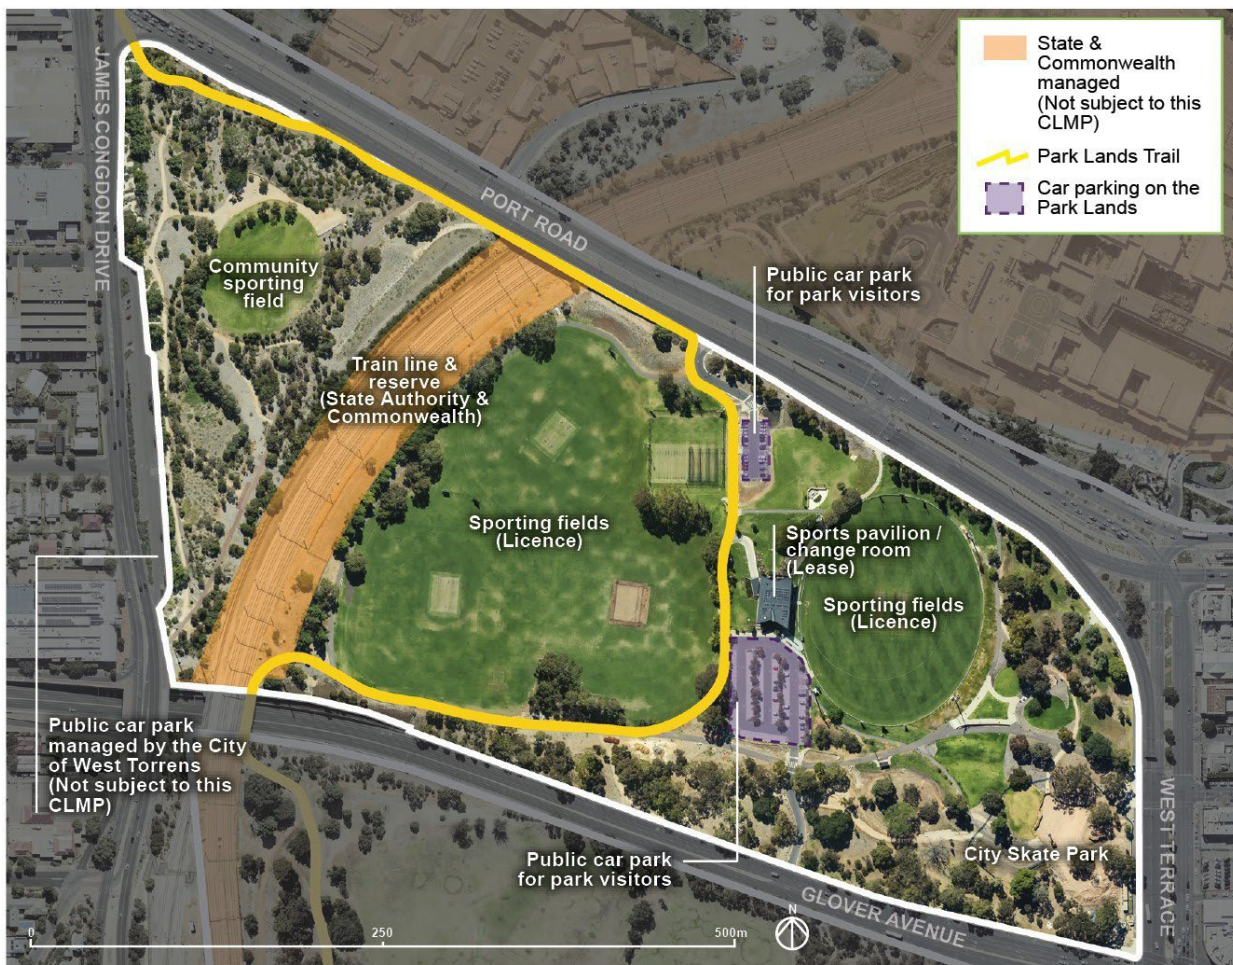 State &
Commonwealth
managed
(Not subject to this
CLMP)
Park Lands Trail
Car parking on the
Park Lands
JAMES CONGDON DRIVE
PORT ROAD
Public car park
for park visitors
Community
sporting
field
Train line &
reserve
(State Authority &
Commonwealth)
Sporting fields
(Licence)
Sports pavilion /
change room
(Lease)
Sporting fields
(Licence)
Public car park
managed by the City
of West Torrens
(Not subject to this
CLMP)
Public car park
for park visitors
City Skate Park
WEST TERRACE
GLOVER AVENUE
0
250
500m
N